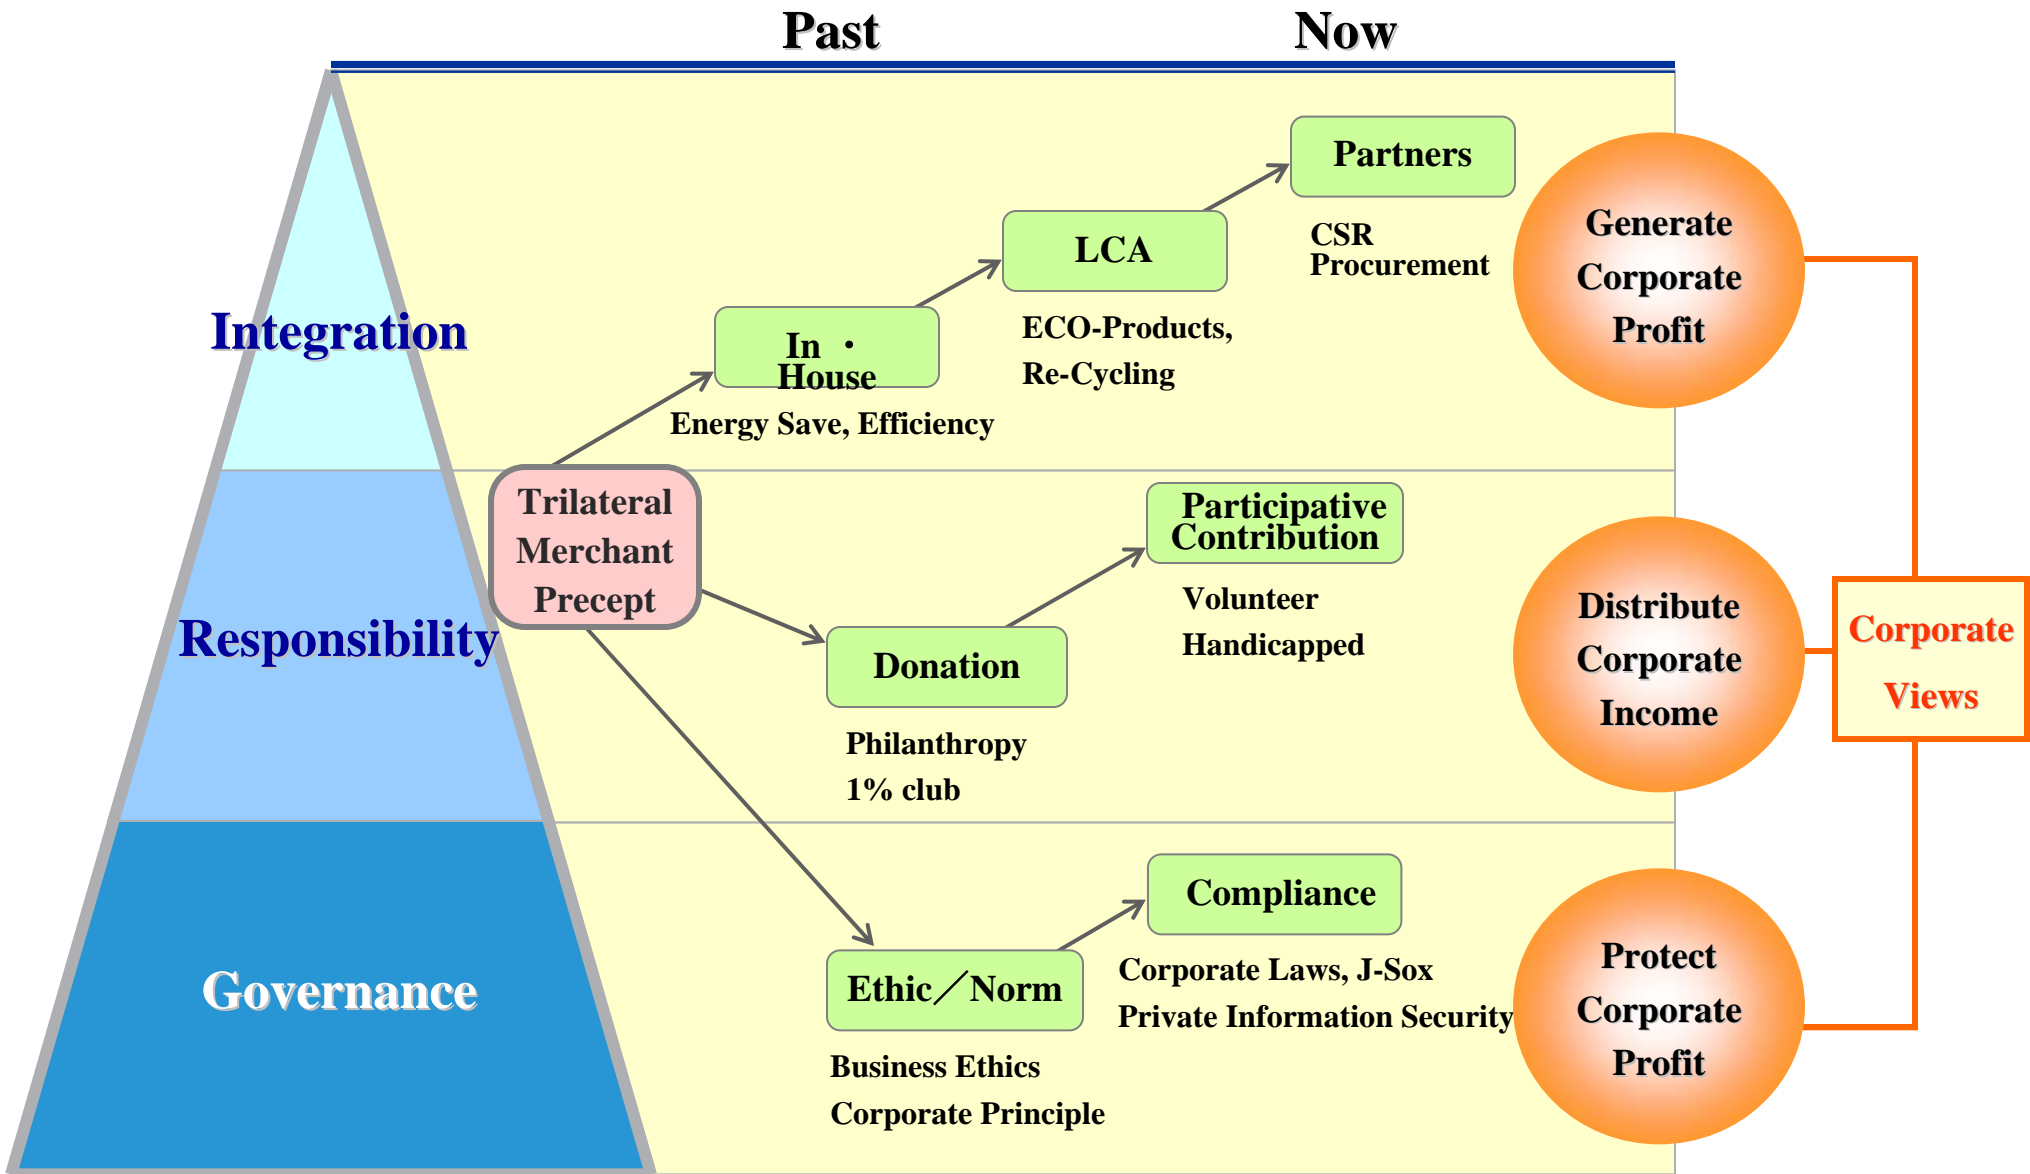 Past
Now
Integration
In ・
House
Energy Save, Efficiency
LCA
ECO-Products,
Re-Cycling
Partners
CSR
Procurement
Generate
Corporate
Profit
Trilateral
Merchant
Precept
Responsibility
Donation
Philanthropy
1% club
Participative
Contribution
Volunteer
Handicapped
Distribute
Corporate
Income
Corporate
Views
Governance
Ethic／Norm
Business Ethics
Corporate Principle
Compliance
Corporate Laws, J-Sox
Private Information Security
Protect
Corporate
Profit